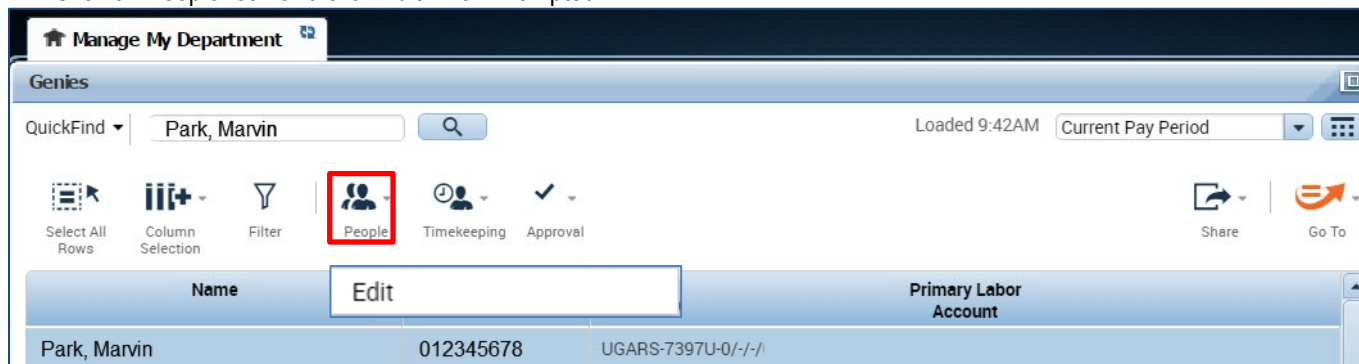 Manage My Department
Genies
QuickFind Park, Marvin Loaded 9:42AM Current Pay Period
Select All Rows Column Selection Filter People Timekeeping Approval Share Go To
Name Edit Primary Labor Account
Park, Marvin 012345678 UGARS-7397U-0/-/-/